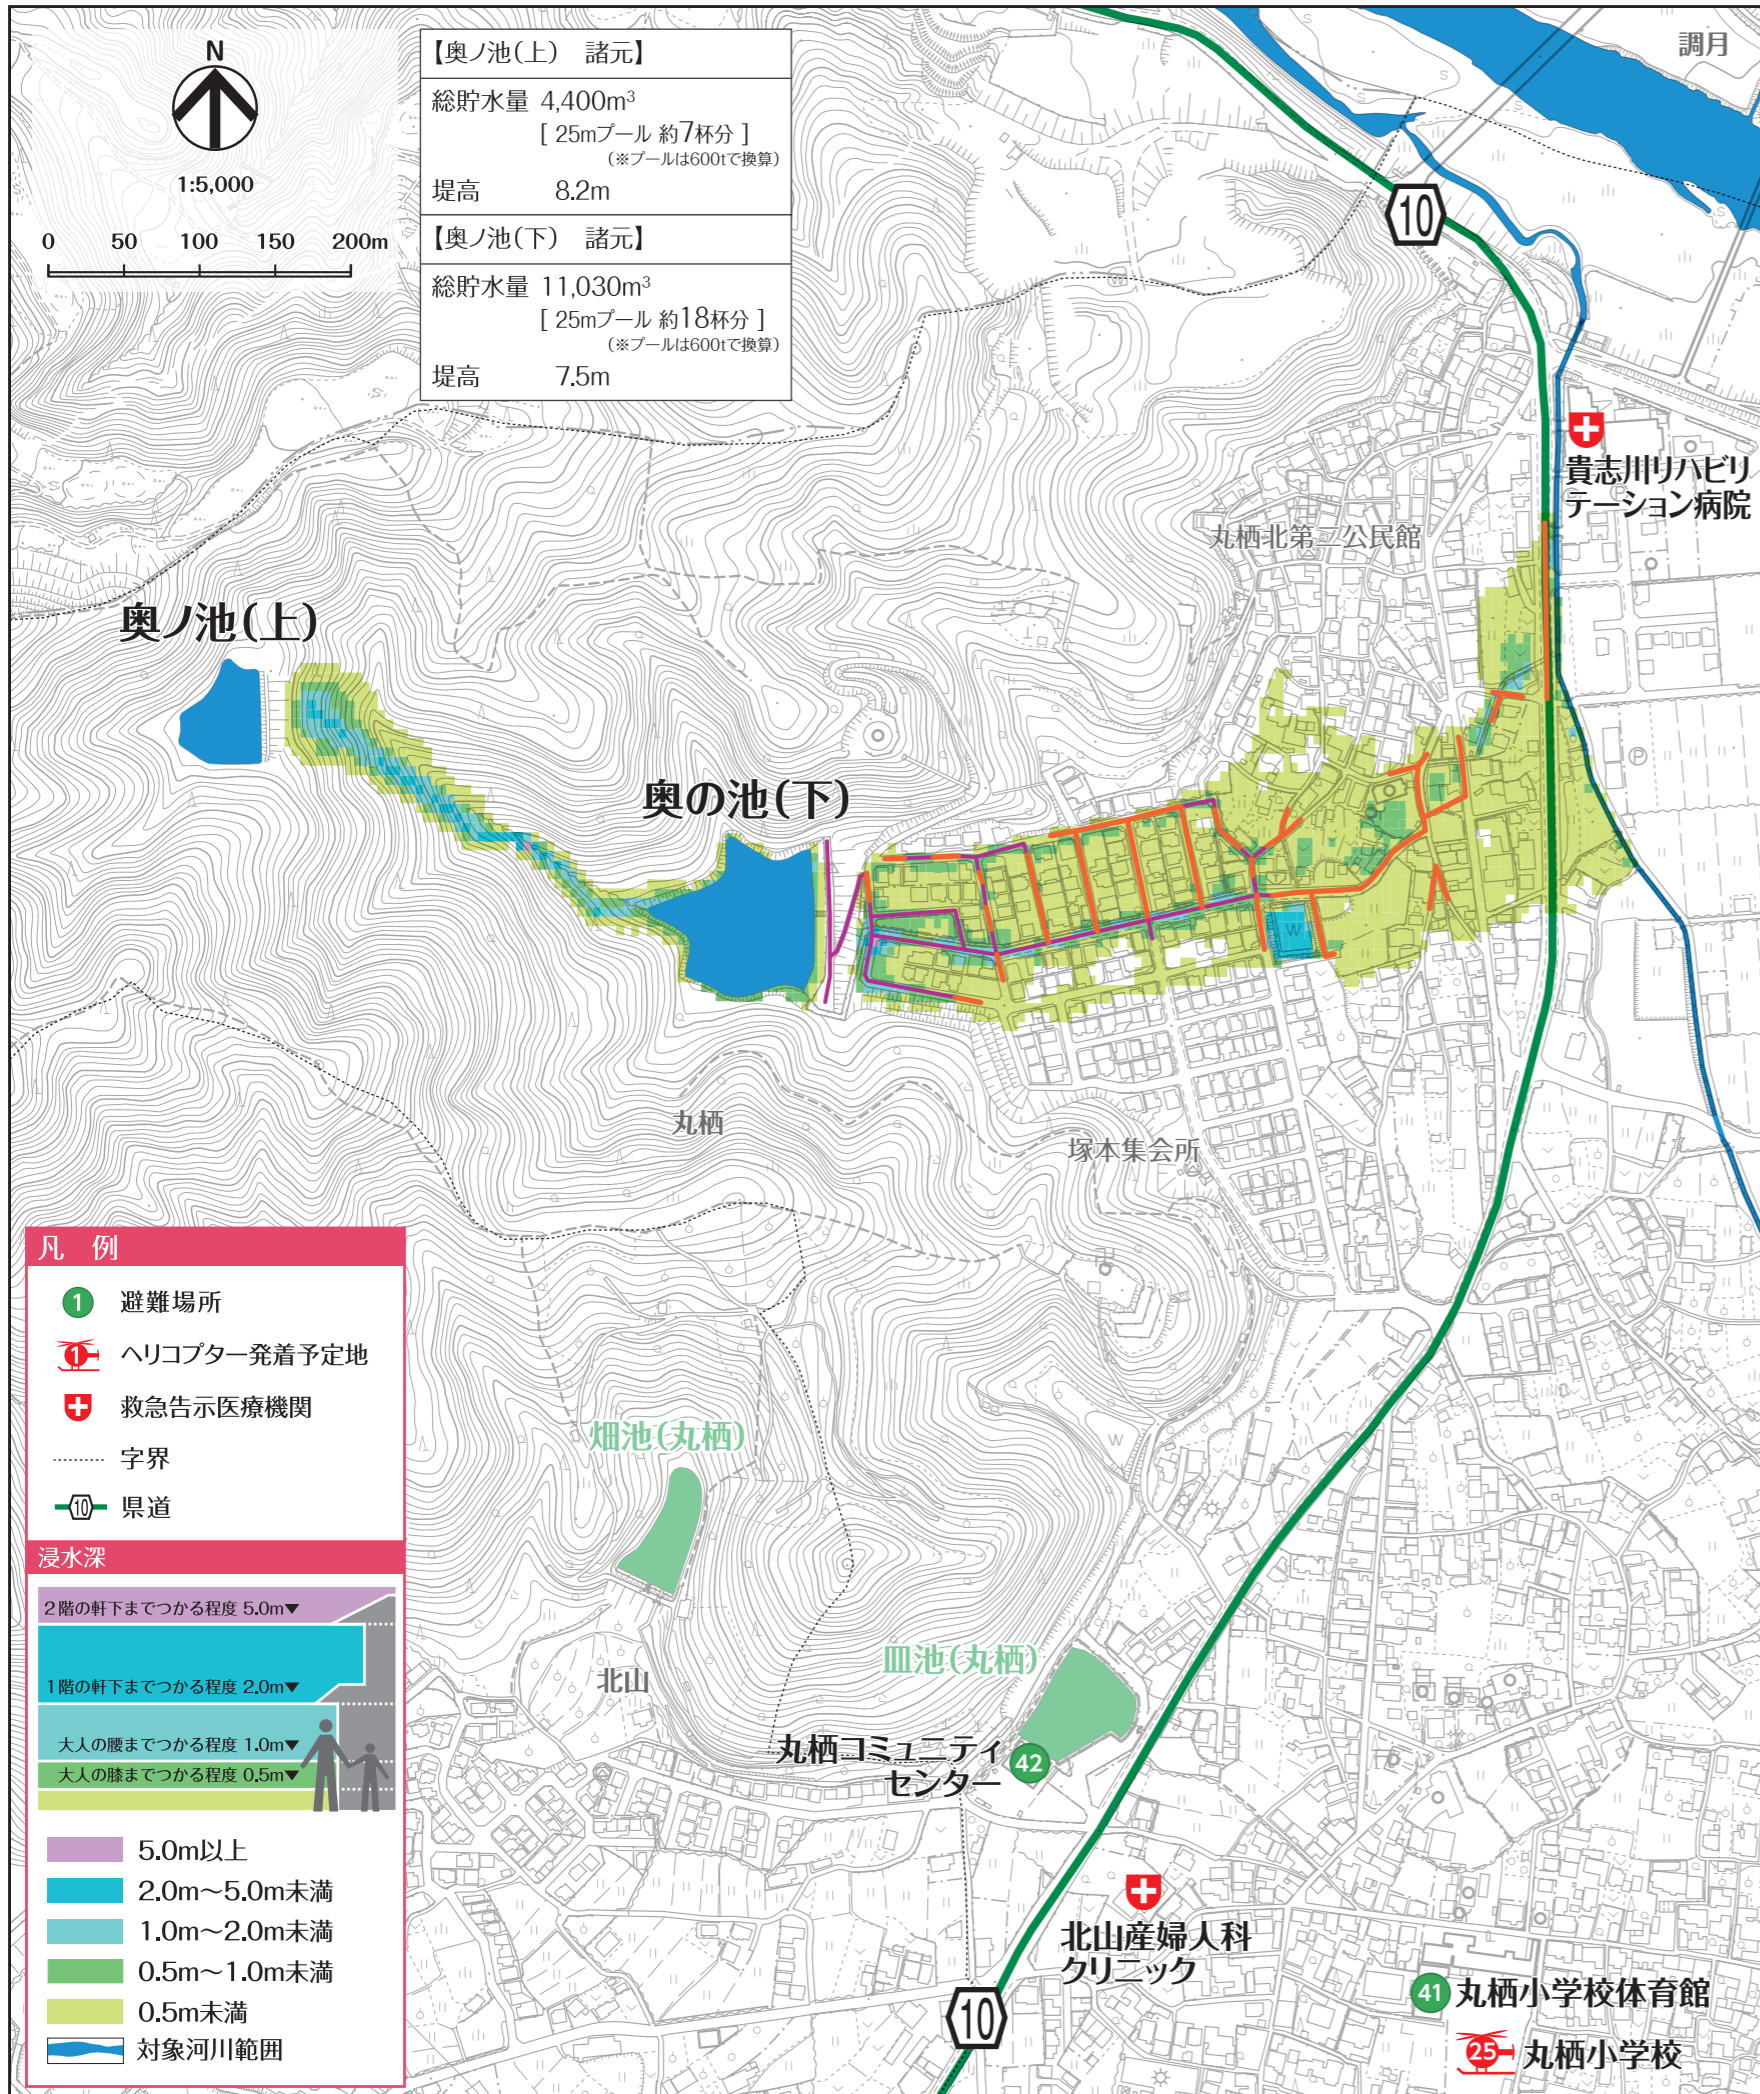 N
1:5,000
0 50 100 150 200m
【奥ノ池(上) 諸元】
総貯水量 4,400m³
[ 25mプール 約7杯分 ]
(※プールは600tで換算)
堤高 8.2m
【奥ノ池(下) 諸元】
総貯水量 11,030m³
[ 25mプール 約18杯分 ]
(※プールは600tで換算)
堤高 7.5m
調月
10
貴志川リハビリ
テーション病院
丸栖北第二公民館
奥ノ池(上)
奥の池(下)
丸栖
塚本集会所
畑池(丸栖)
皿池(丸栖)
北山
丸栖コミュニティ
センター
42
北山産婦人科
クリニック
10
41 丸栖小学校体育館
25 丸栖小学校
凡 例
1 避難場所
1 ヘリコプター発着予定地
救急告示医療機関
字界
10 県道
浸水深
2階の軒下までつかる程度 5.0m▼
1階の軒下までつかる程度 2.0m▼
大人の腰までつかる程度 1.0m▼
大人の膝までつかる程度 0.5m▼
5.0m以上
2.0m～5.0m未満
1.0m～2.0m未満
0.5m～1.0m未満
0.5m未満
対象河川範囲